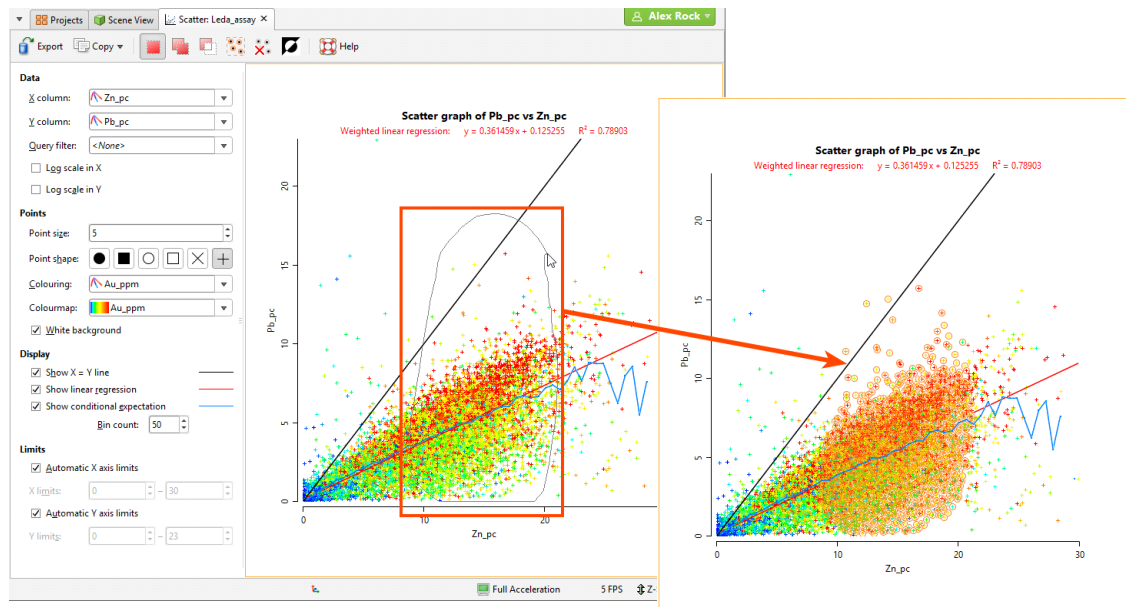 Projects Scene View Scatter: Leda_assay
Alex Rock
Export Copy Help
Data
X column: Zn_pc
Y column: Pb_pc
Query filter: <None>
Log scale in X
Log scale in Y
Points
Point size: 5
Point shape:
Colouring: Au_ppm
Colourmap: Au_ppm
White background
Display
Show X = Y line
Show linear regression
Show conditional expectation
Bin count: 50
Limits
Automatic X axis limits
X limits: 0 – 30
Automatic Y axis limits
Y limits: 0 – 23
Scatter graph of Pb_pc vs Zn_pc
Weighted linear regression: y = 0.361459 x + 0.125255 R² = 0.78903
20
15
10
5
0
Pb_pc
0 10 20
Zn_pc
Scatter graph of Pb_pc vs Zn_pc
Weighted linear regression: y = 0.361459 x + 0.125255 R² = 0.78903
20
15
10
5
0
Pb_pc
0 10 20 30
Zn_pc
Full Acceleration 5 FPS Z-